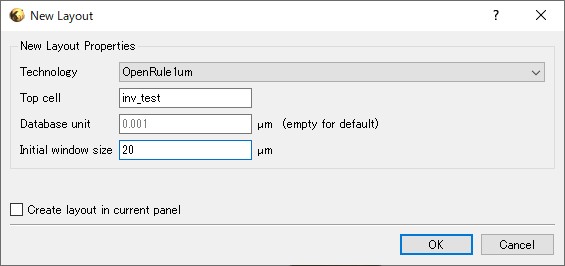 New Layout
New Layout Properties
Technology OpenRule1um
Top cell inv_test
Database unit 0.001 µm (empty for default)
Initial window size 20 µm
Create layout in current panel
OK Cancel